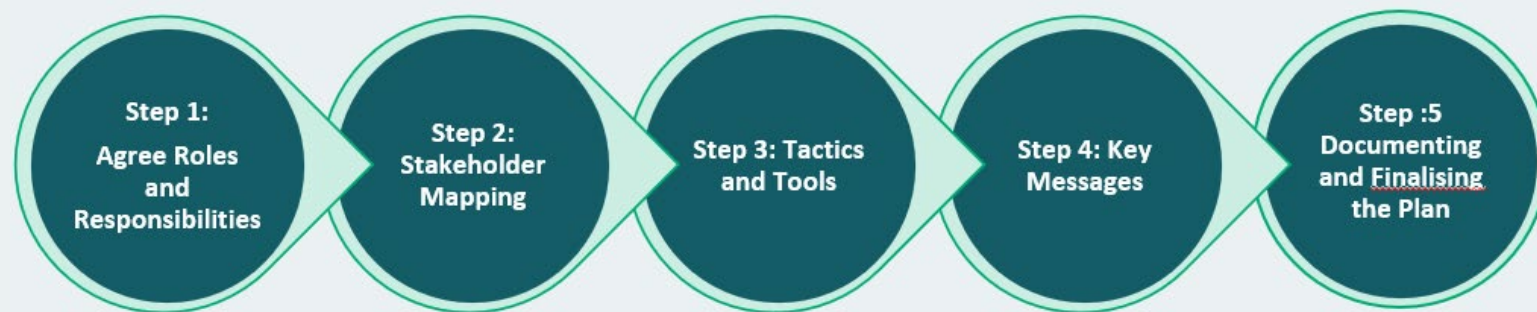 Step 1:
Agree Roles
and
Responsibilities
Step 2:
Stakeholder
Mapping
Step 3: Tactics
and Tools
Step 4: Key
Messages
Step :5
Documenting
and Finalising
the Plan